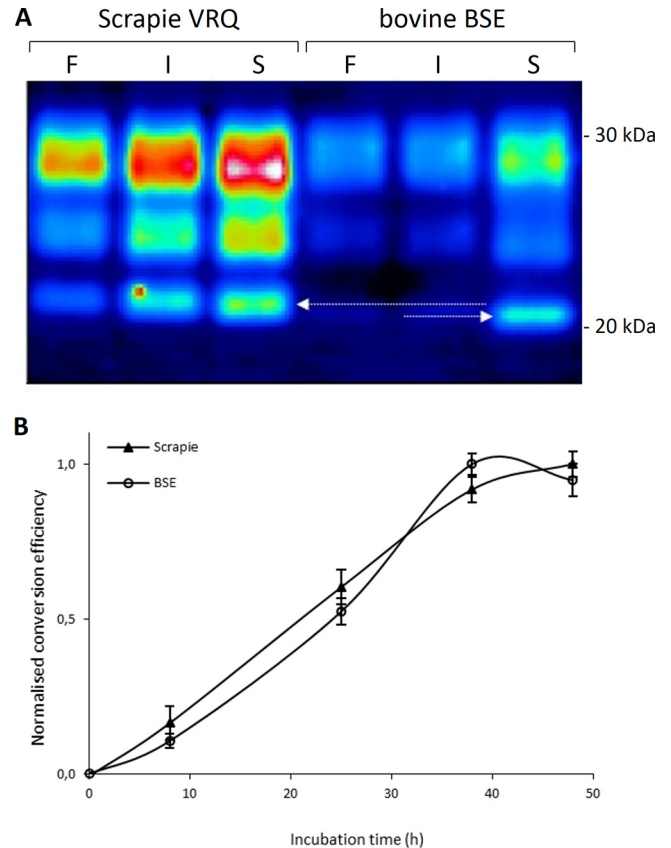 A
Scrapie VRQ bovine BSE
F I S F I S
- 30 kDa
- 20 kDa
B
Scrapie
BSE
Normalised conversion efficiency
1,0
0,5
0,0
0 10 20 30 40 50
Incubation time (h)